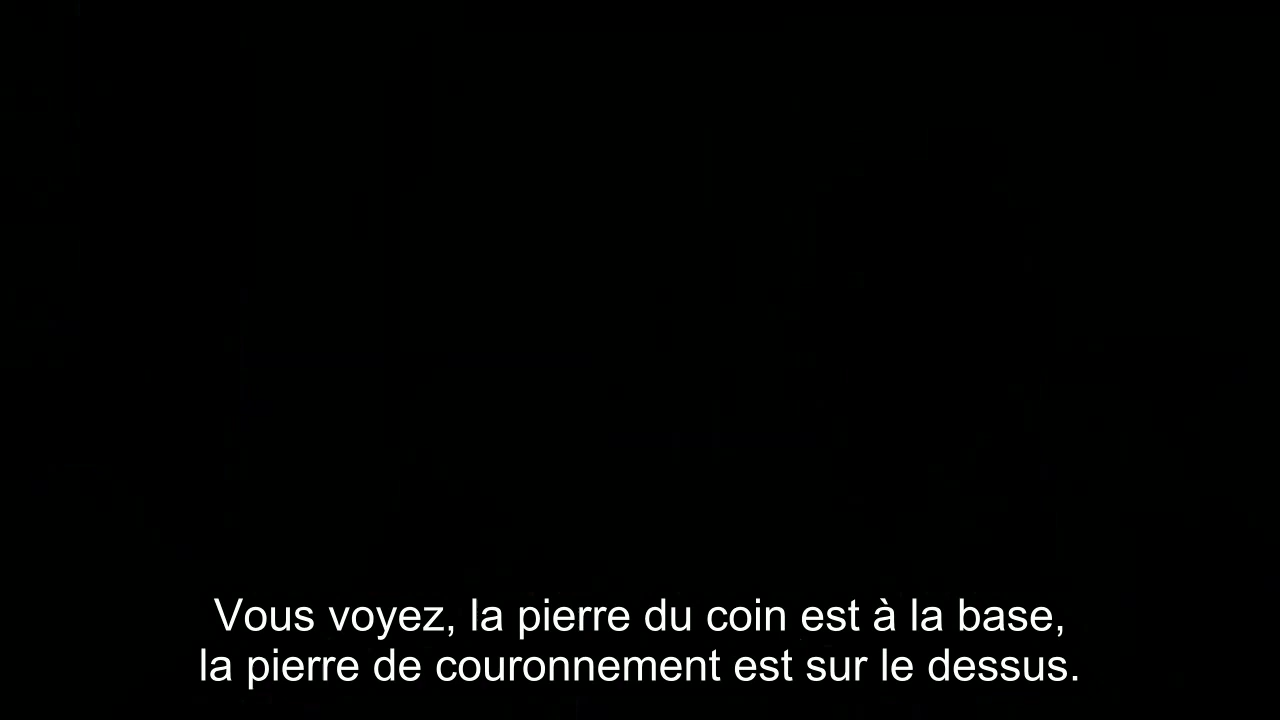 Vous voyez, la pierre du coin est à la base,
la pierre de couronnement est sur le dessus.